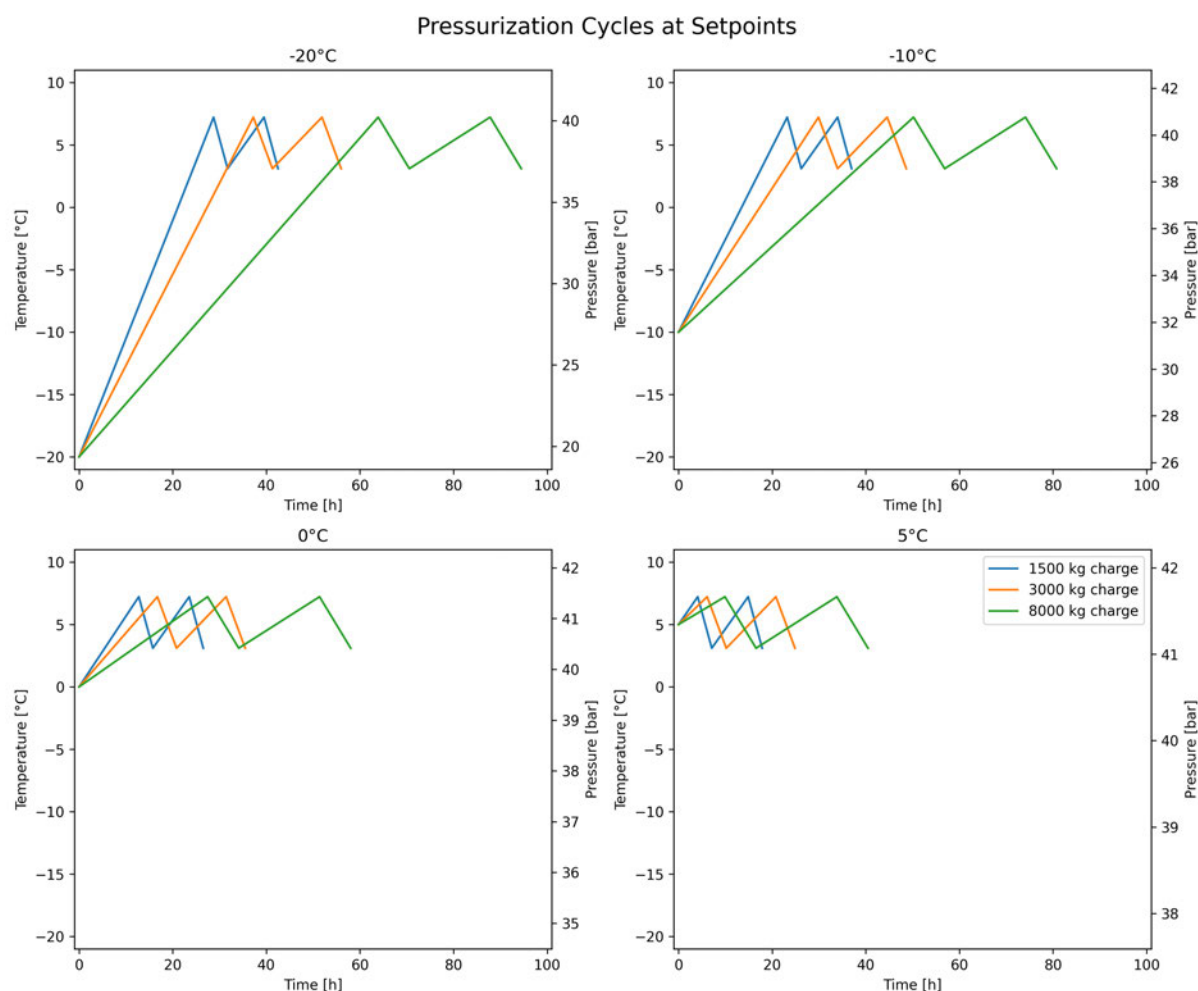 Pressurization Cycles at Setpoints
-20°C
10
5
0
−5
−10
−15
−20
Temperature [°C]
40
35
30
25
20
Pressure [bar]
0 20 40 60 80 100
Time [h]
-10°C
10
5
0
−5
−10
−15
−20
Temperature [°C]
42
40
38
36
34
32
30
28
26
Pressure [bar]
0 20 40 60 80 100
Time [h]
0°C
10
5
0
−5
−10
−15
−20
Temperature [°C]
42
41
40
39
38
37
36
35
Pressure [bar]
0 20 40 60 80 100
Time [h]
5°C
1500 kg charge
3000 kg charge
8000 kg charge
10
5
0
−5
−10
−15
−20
Temperature [°C]
42
41
40
39
38
Pressure [bar]
0 20 40 60 80 100
Time [h]